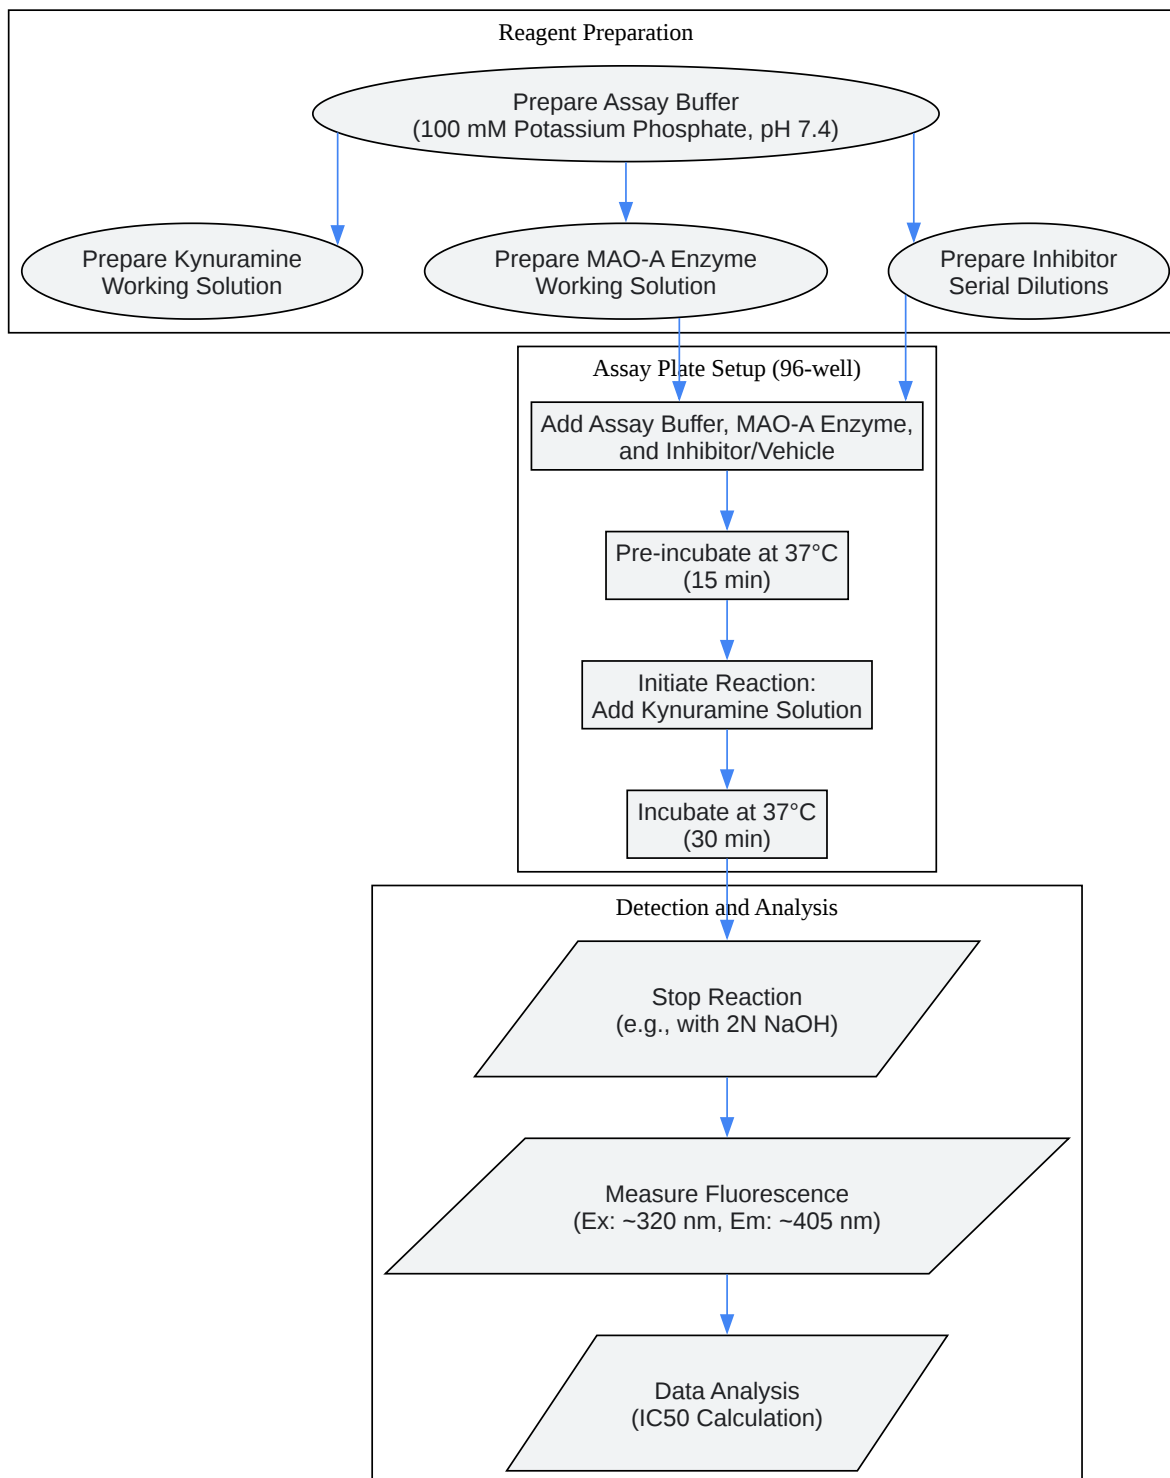 Reagent Preparation
Prepare Assay Buffer
(100 mM Potassium Phosphate, pH 7.4)
Prepare Kynuramine
Working Solution
Prepare MAO-A Enzyme
Working Solution
Prepare Inhibitor
Serial Dilutions
Assay Plate Setup (96-well)
Add Assay Buffer, MAO-A Enzyme,
and Inhibitor/Vehicle
Pre-incubate at 37°C
(15 min)
Initiate Reaction:
Add Kynuramine Solution
Incubate at 37°C
(30 min)
Detection and Analysis
Stop Reaction
(e.g., with 2N NaOH)
Measure Fluorescence
(Ex: ~320 nm, Em: ~405 nm)
Data Analysis
(IC50 Calculation)